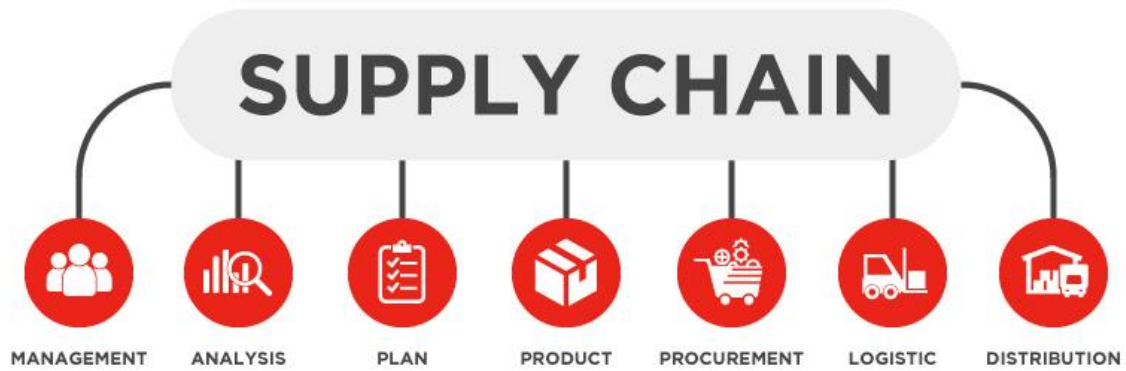 SUPPLY CHAIN
MANAGEMENT
ANALYSIS
PLAN
PRODUCT
PROCUREMENT
LOGISTIC
DISTRIBUTION